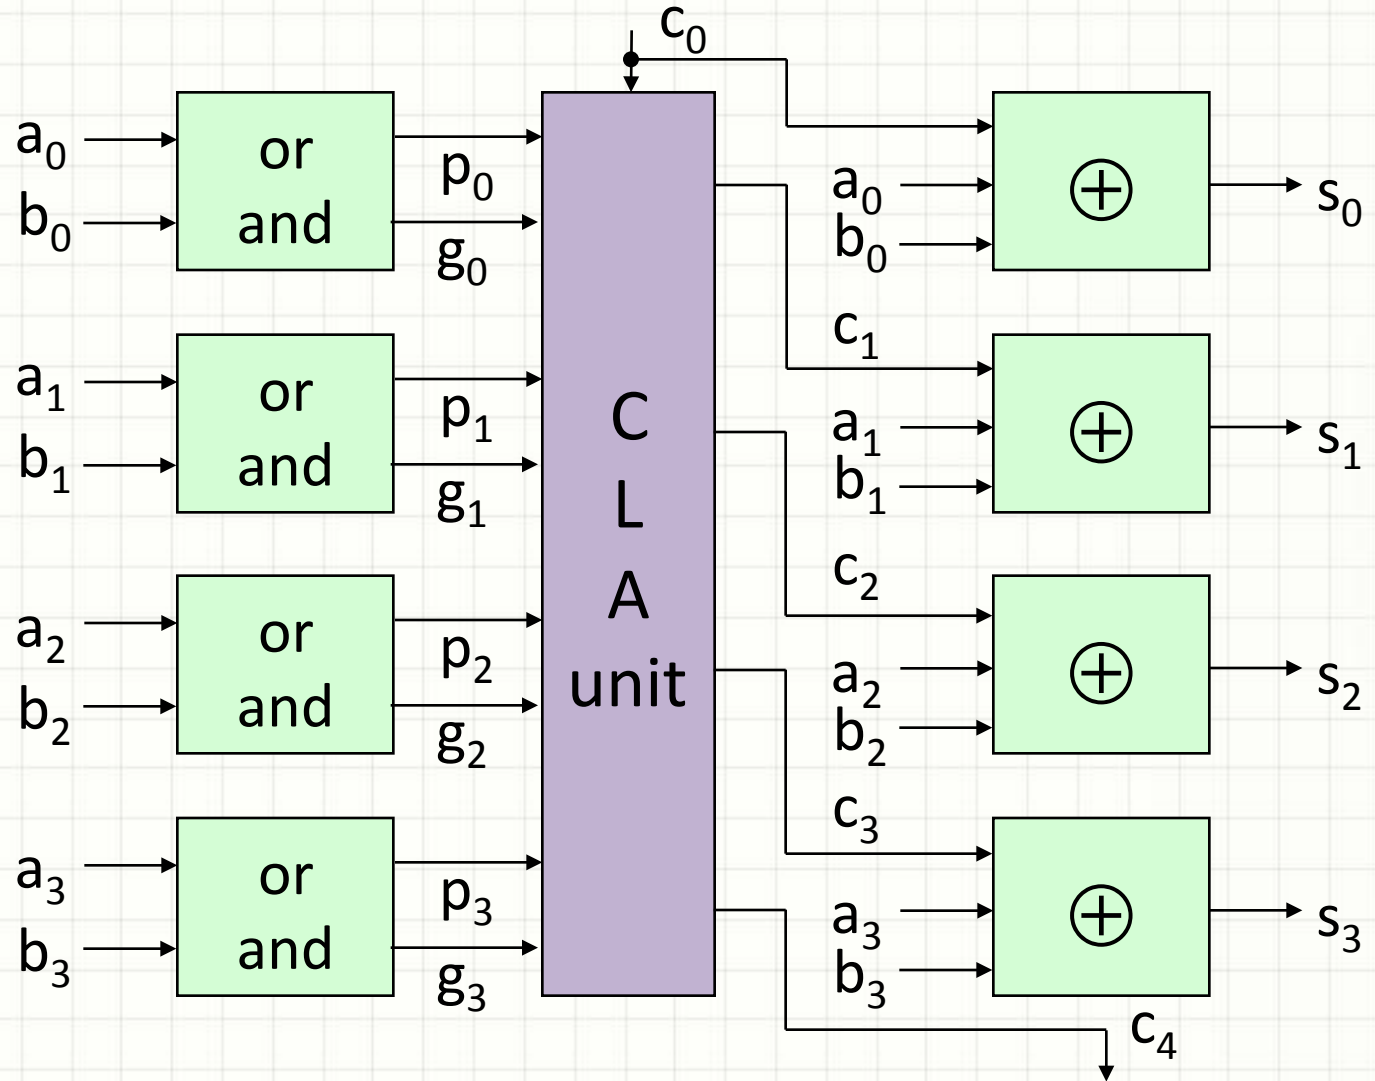 c0
a0
b0
or
and
p0
g0
a0
b0
s0
a1
b1
or
and
p1
g1
c1
a1
b1
s1
C
L
A
unit
a2
b2
or
and
p2
g2
c2
a2
b2
s2
a3
b3
or
and
p3
g3
c3
a3
b3
s3
c4